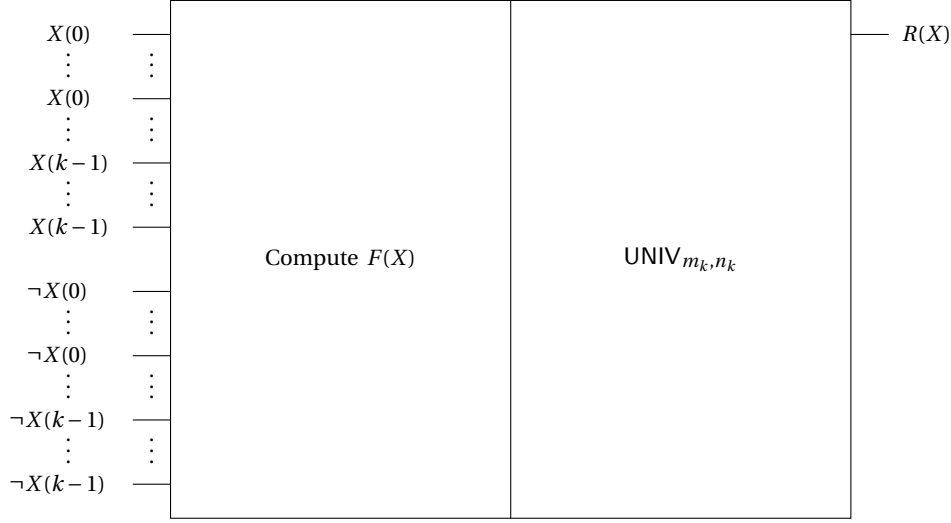 X(0) R(X)
⋮ ⋮
X(0)
⋮ ⋮
X(k−1)
⋮ ⋮
X(k−1)
Compute F(X) UNIV_{m_k,n_k}
¬X(0)
⋮ ⋮
¬X(0)
⋮ ⋮
¬X(k−1)
⋮ ⋮
¬X(k−1)